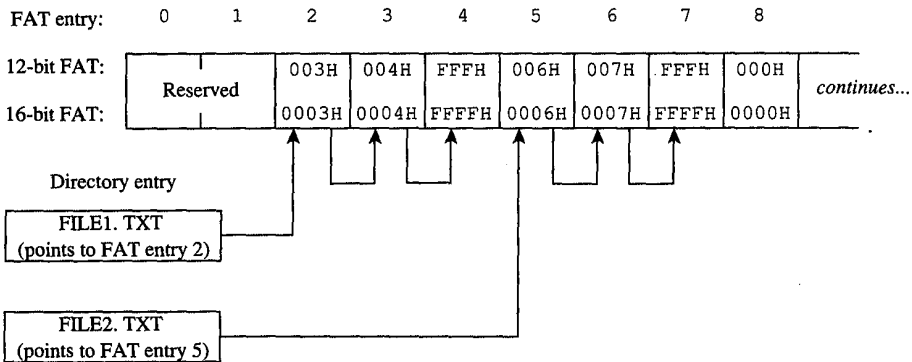 FAT entry: 0 1 2 3 4 5 6 7 8
12-bit FAT: 003H 004H FFFH 006H 007H FFFH 000H
Reserved
continues...
16-bit FAT: 0003H 0004H FFFFH 0006H 0007H FFFFH 0000H
Directory entry
FILE1. TXT
(points to FAT entry 2)
FILE2. TXT
(points to FAT entry 5)